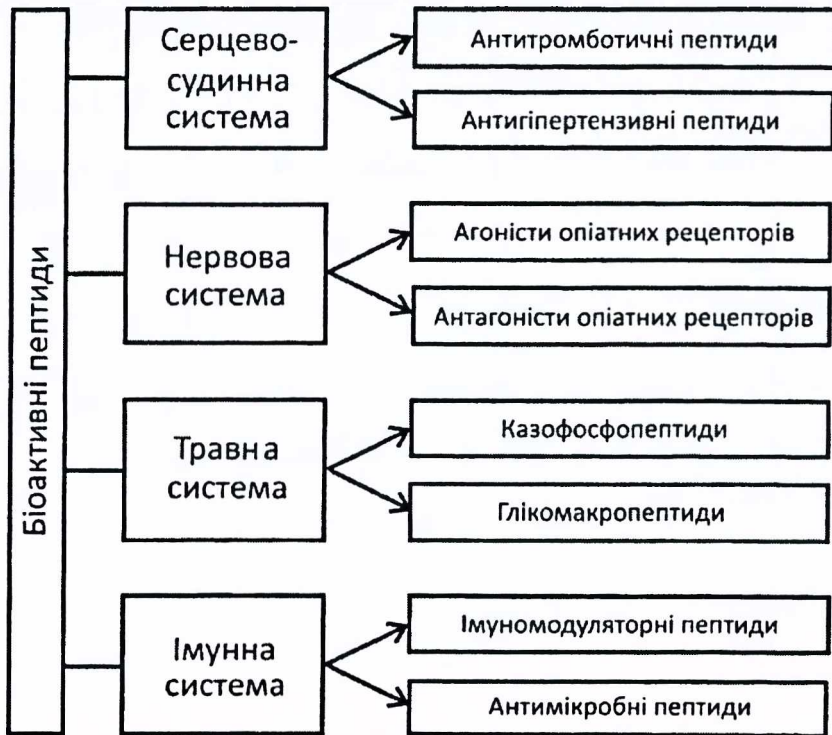 Біоактивні пептиди
Серцево-
судинна
система
Антитромботичні пептиди
Антигіпертензивні пептиди
Нервова
система
Агоністи опіатних рецепторів
Антагоністи опіатних рецепторів
Травна
система
Казофосфопептиди
Глікомакропептиди
Імунна
система
Імуномодуляторні пептиди
Антимікробні пептиди